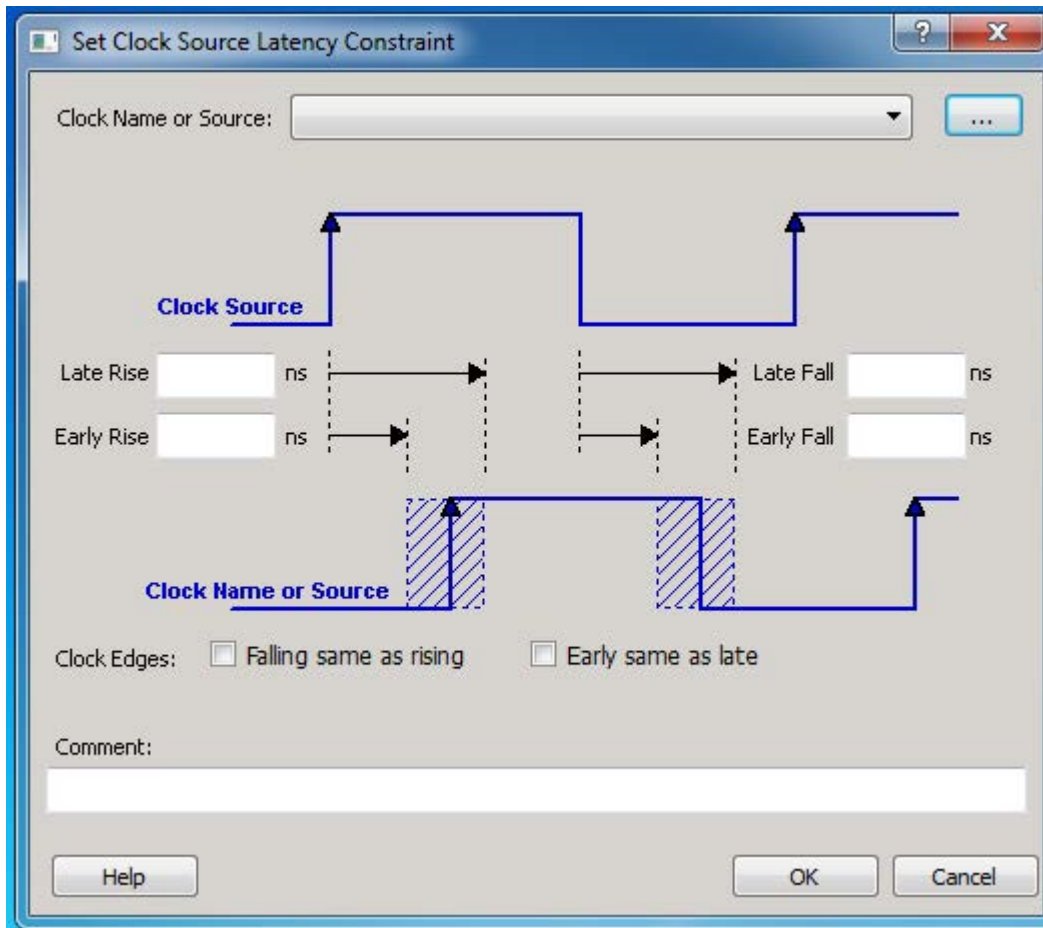 Set Clock Source Latency Constraint
?
Clock Name or Source:
...
Clock Source
Late Rise ns Late Fall ns
Early Rise ns Early Fall ns
Clock Name or Source
Clock Edges: Falling same as rising Early same as late
Comment:
Help OK Cancel